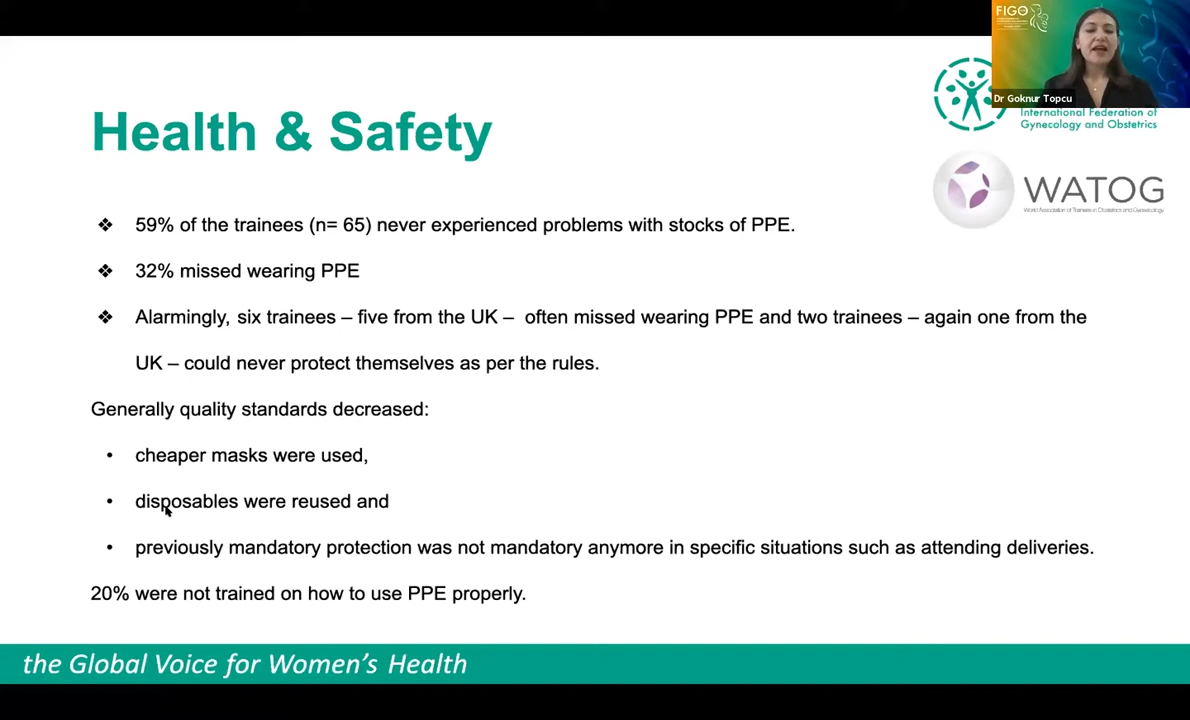 FIGO
Dr Goknur Topcu
International Federation of
Gynecology and Obstetrics
WATOG
World Association of Trainees in Obstetrics and Gynecology
Health & Safety
❖ 59% of the trainees (n= 65) never experienced problems with stocks of PPE.
❖ 32% missed wearing PPE
❖ Alarmingly, six trainees – five from the UK – often missed wearing PPE and two trainees – again one from the
UK – could never protect themselves as per the rules.
Generally quality standards decreased:
• cheaper masks were used,
• disposables were reused and
• previously mandatory protection was not mandatory anymore in specific situations such as attending deliveries.
20% were not trained on how to use PPE properly.
the Global Voice for Women's Health